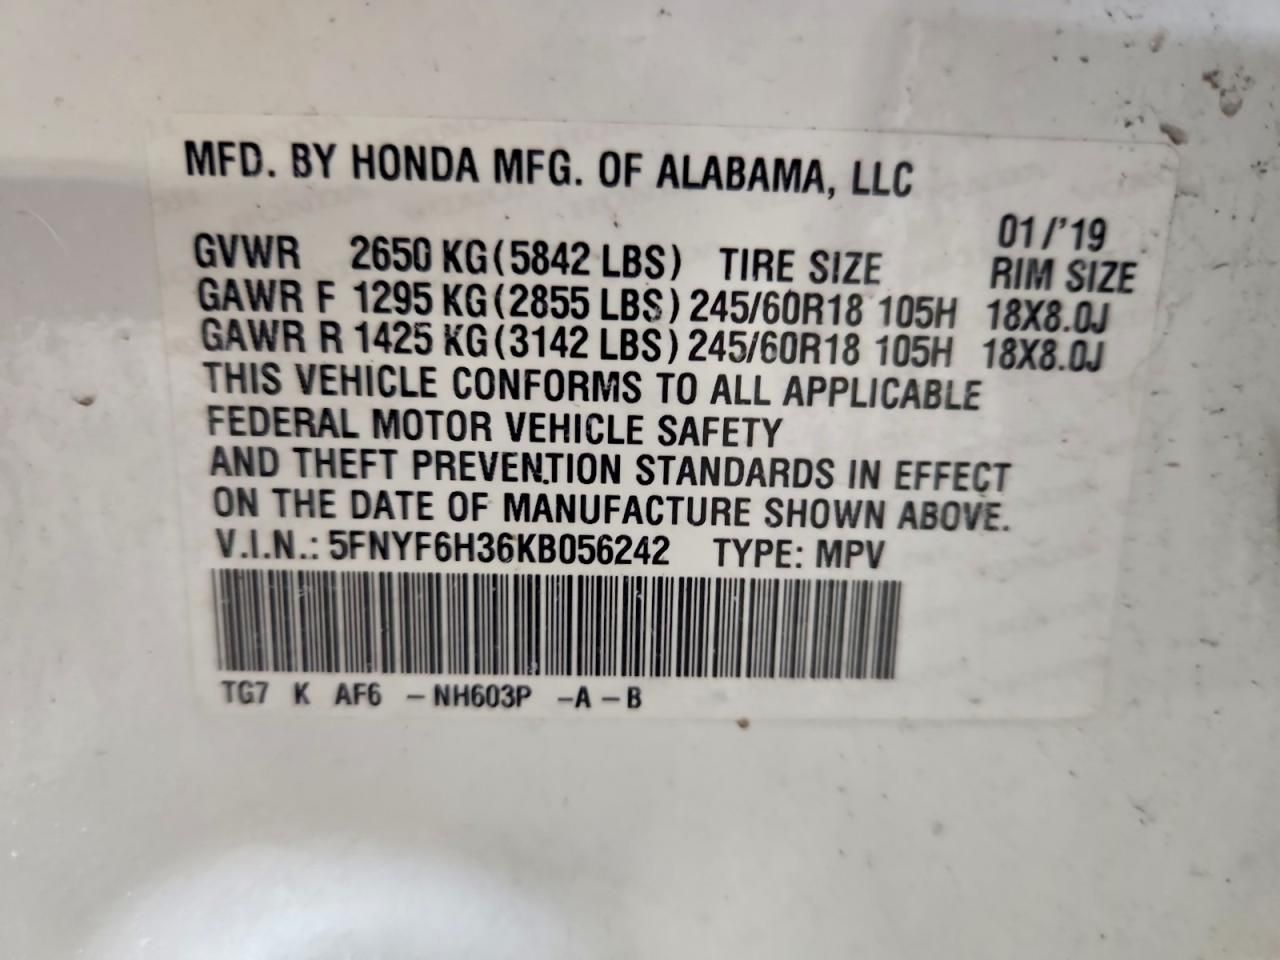 MFD. BY HONDA MFG. OF ALABAMA, LLC
01/'19
GVWR 2650 KG (5842 LBS) TIRE SIZE RIM SIZE
GAWR F 1295 KG (2855 LBS) 245/60R18 105H 18X8.0J
GAWR R 1425 KG (3142 LBS) 245/60R18 105H 18X8.0J
THIS VEHICLE CONFORMS TO ALL APPLICABLE
FEDERAL MOTOR VEHICLE SAFETY
AND THEFT PREVENTION STANDARDS IN EFFECT
ON THE DATE OF MANUFACTURE SHOWN ABOVE.
V.I.N.: 5FNYF6H36KB056242 TYPE: MPV
TG7 K AF6 – NH603P – A – B